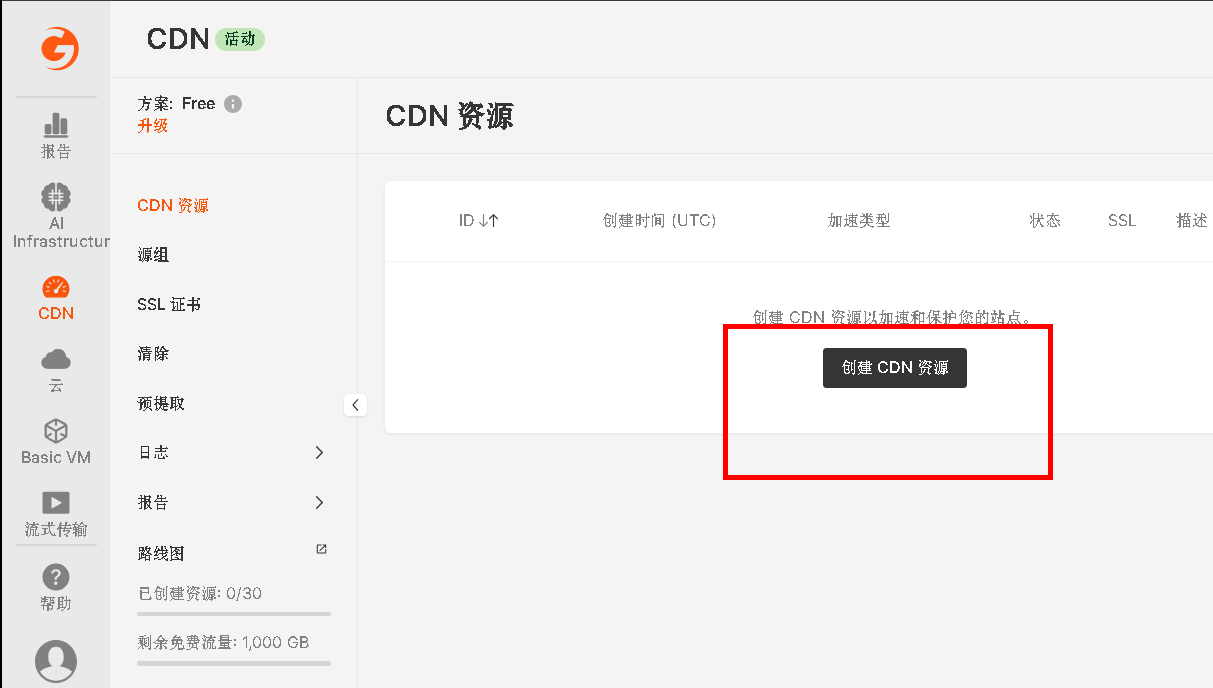 CDN 活动
方案: Free
升级
CDN 资源
报告
AI
Infrastructur
CDN
云
Basic VM
流式传输
帮助
CDN 资源
源组
SSL 证书
清除
预提取
日志
报告
路线图
已创建资源: 0/30
剩余免费流量: 1,000 GB
ID 创建时间 (UTC) 加速类型 状态 SSL 描述
创建 CDN 资源以加速和保护您的站点。
创建 CDN 资源